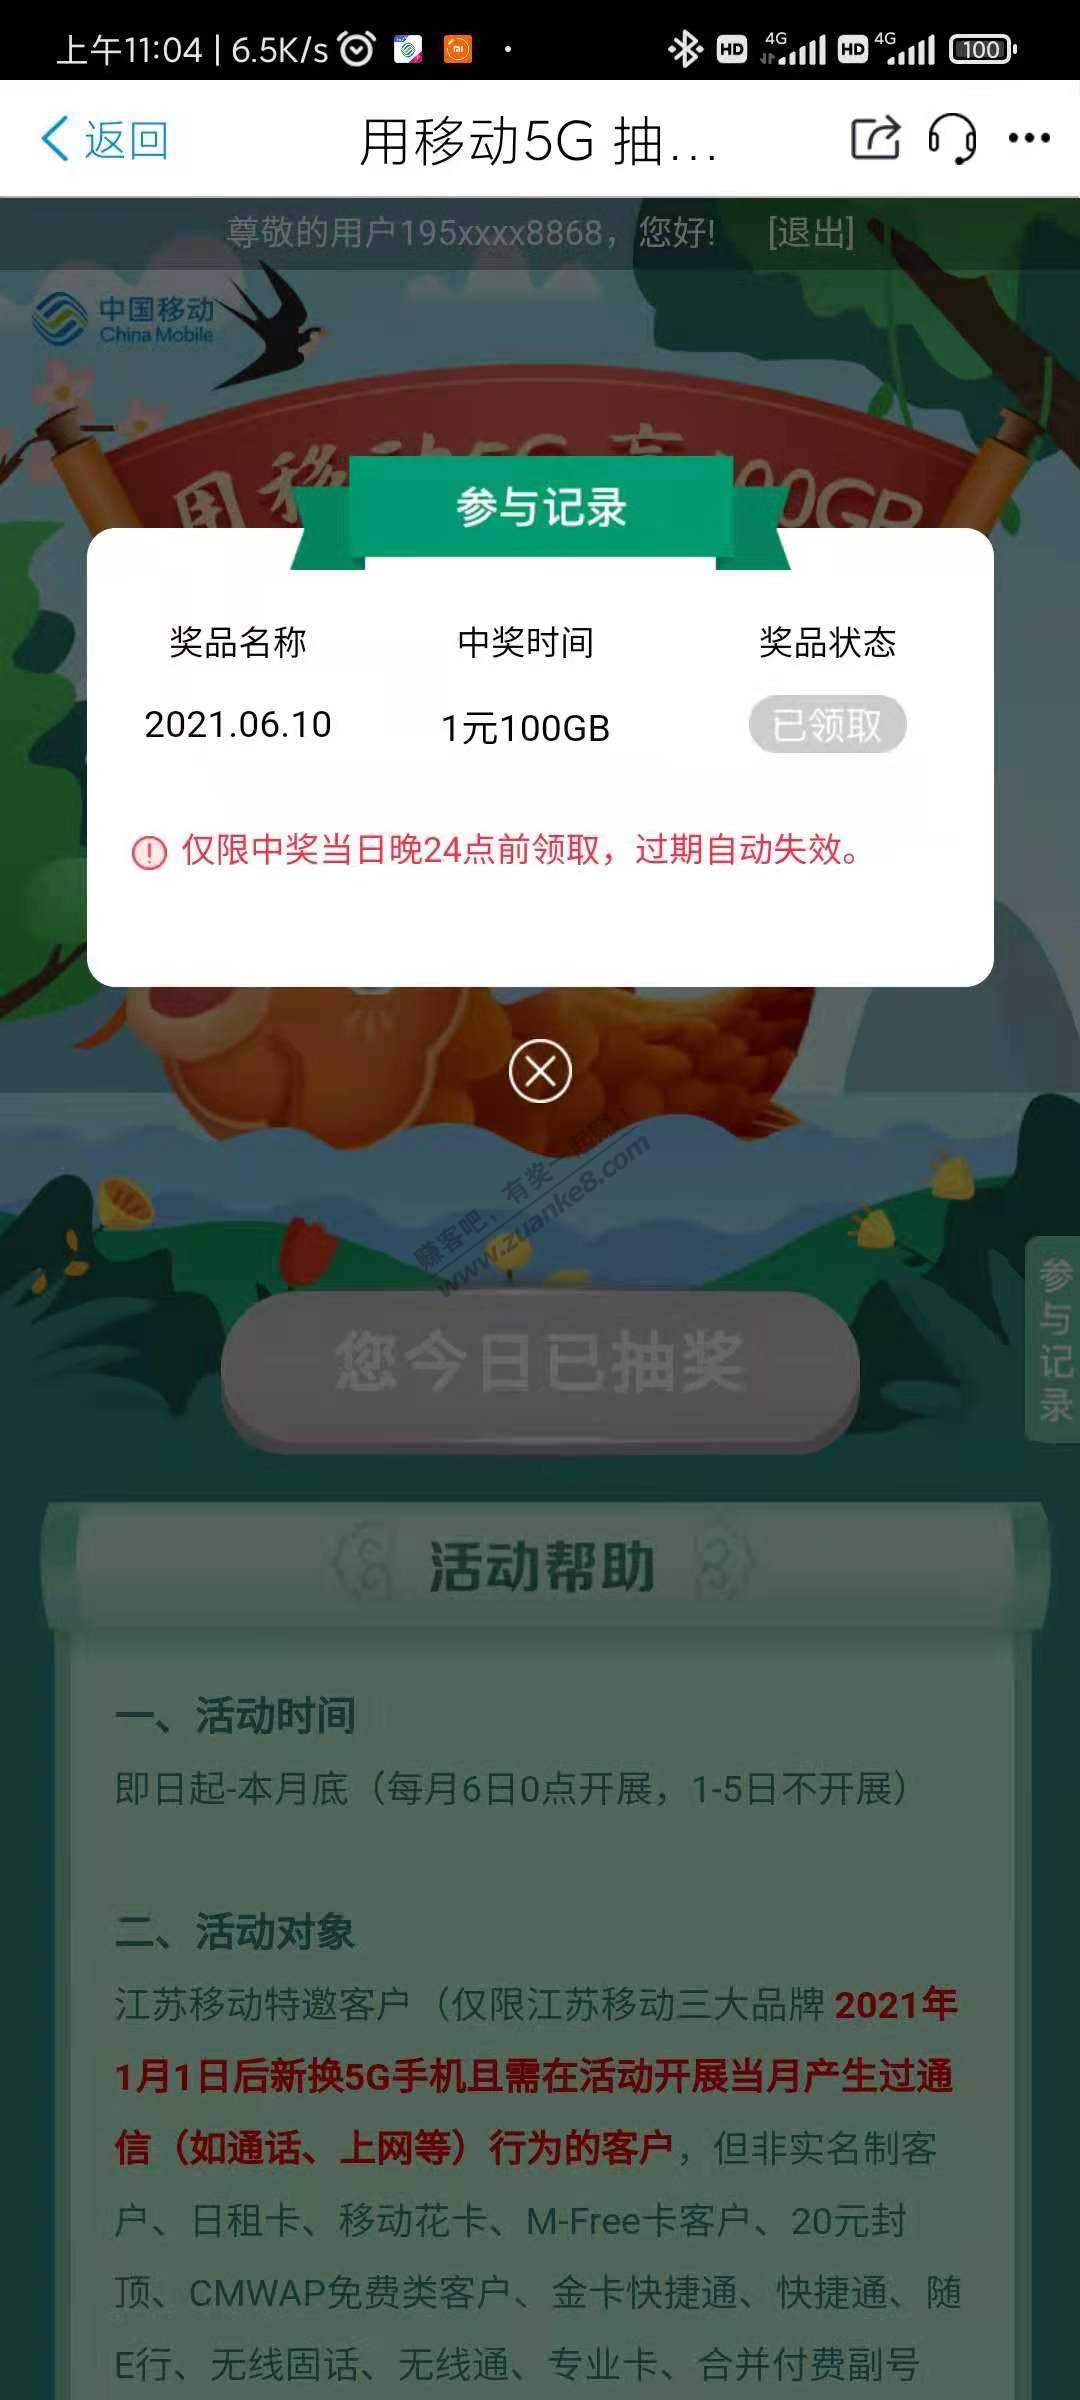 上午11:04 | 6.5K/s
HD 4G HD 4G 100
返回
用移动5G 抽...
尊敬的用户195xxxx8868，您好! [退出]
中国移动
China Mobile
参与记录
奖品名称 中奖时间 奖品状态
2021.06.10 1元100GB 已领取
仅限中奖当日晚24点前领取，过期自动失效。
赚客吧，有奖一起赚！
www.zuanke8.com
参与记录
您今日已抽奖
活动帮助
一、活动时间
即日起-本月底（每月6日0点开展，1-5日不开展）
二、活动对象
江苏移动特邀客户（仅限江苏移动三大品牌 2021年
1月1日后新换5G手机且需在活动开展当月产生过通
信（如通话、上网等）行为的客户，但非实名制客
户、日租卡、移动花卡、M-Free卡客户、20元封
顶、CMWAP免费类客户、金卡快捷通、快捷通、随
E行、无线固话、无线通、专业卡、合并付费副号